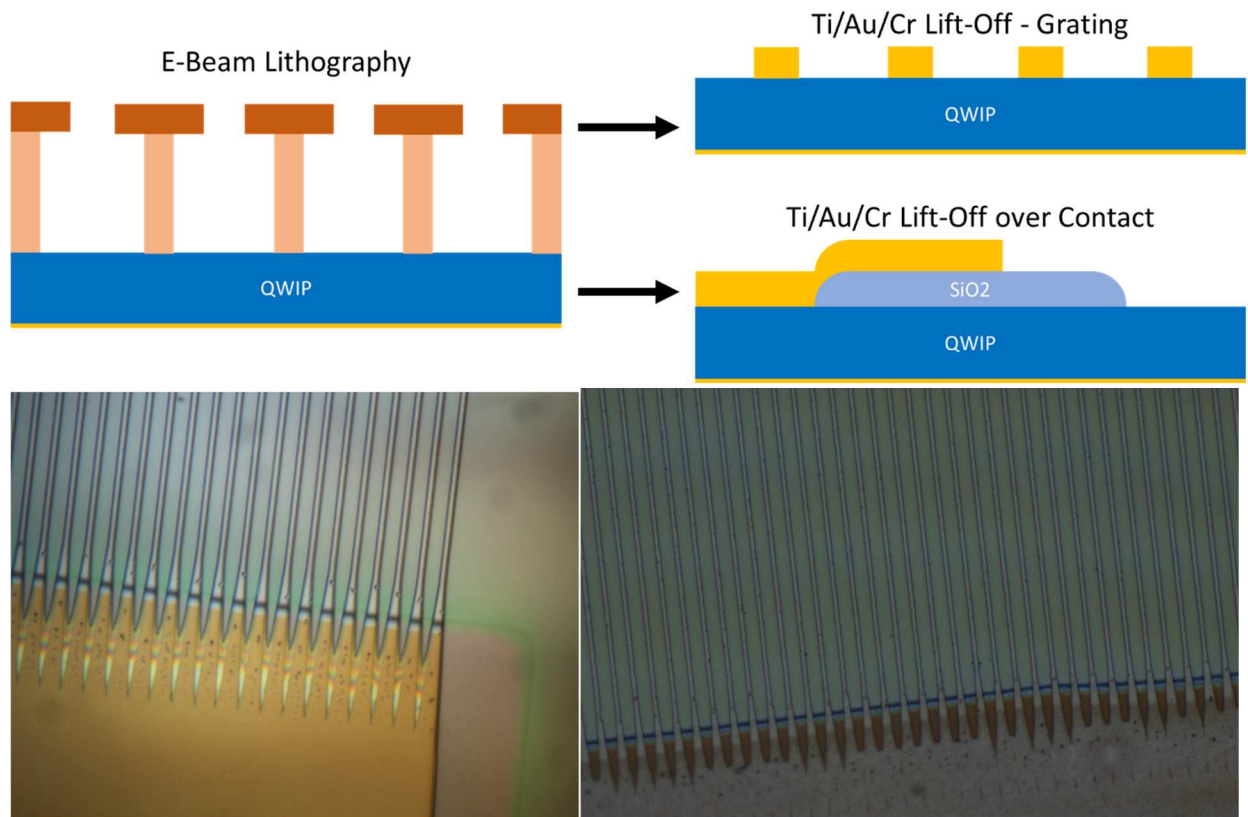 E-Beam Lithography
QWIP
Ti/Au/Cr Lift-Off - Grating
QWIP
Ti/Au/Cr Lift-Off over Contact
SiO2
QWIP